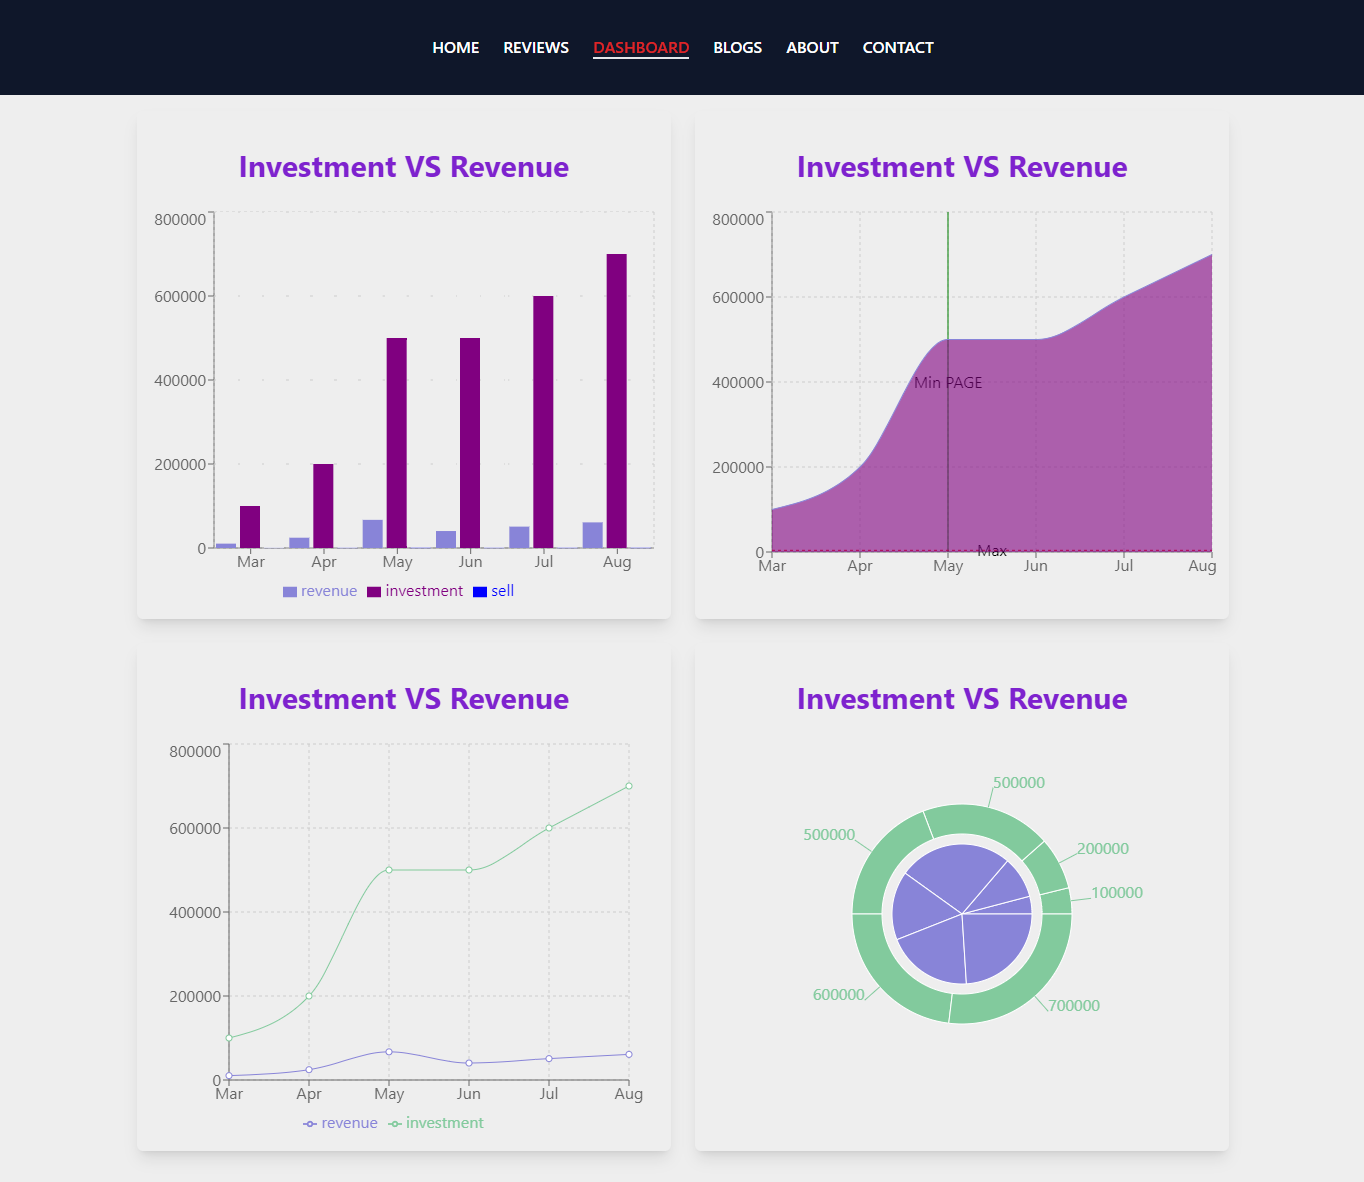 HOME REVIEWS DASHBOARD BLOGS ABOUT CONTACT
Investment VS Revenue
800000
600000
400000
200000
0
Mar Apr May Jun Jul Aug
revenue investment sell
Investment VS Revenue
800000
600000
400000
Min PAGE
200000
0
Max
Mar Apr May Jun Jul Aug
Investment VS Revenue
800000
600000
400000
200000
0
Mar Apr May Jun Jul Aug
revenue investment
Investment VS Revenue
500000
500000
200000
100000
600000
700000